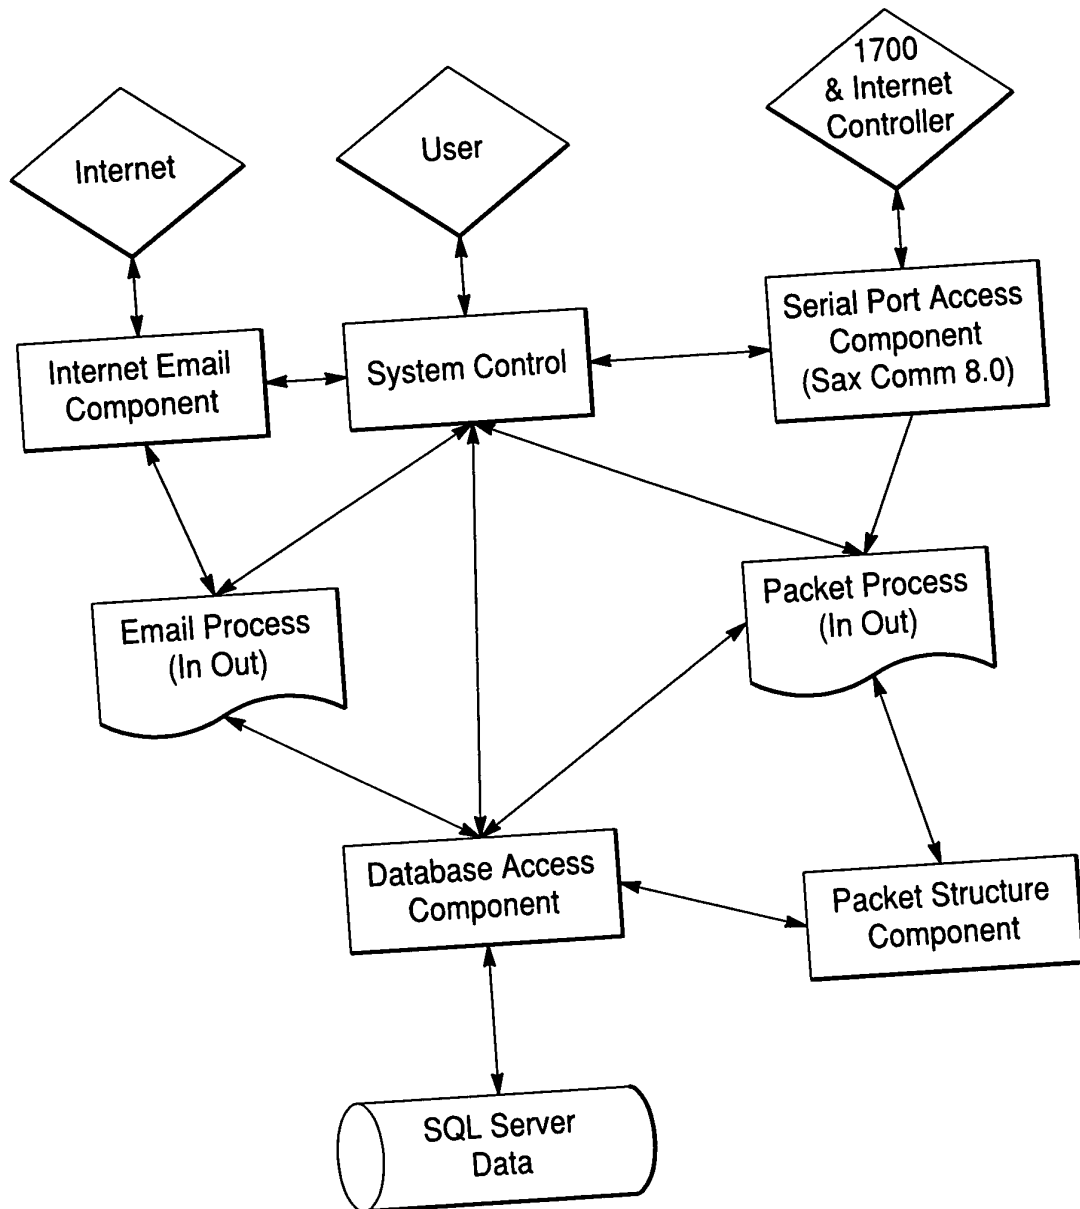 1700
& Internet
Controller
Internet
User
Serial Port Access
Component
(Sax Comm 8.0)
Internet Email
Component
System Control
Email Process
(In Out)
Packet Process
(In Out)
Database Access
Component
Packet Structure
Component
SQL Server
Data